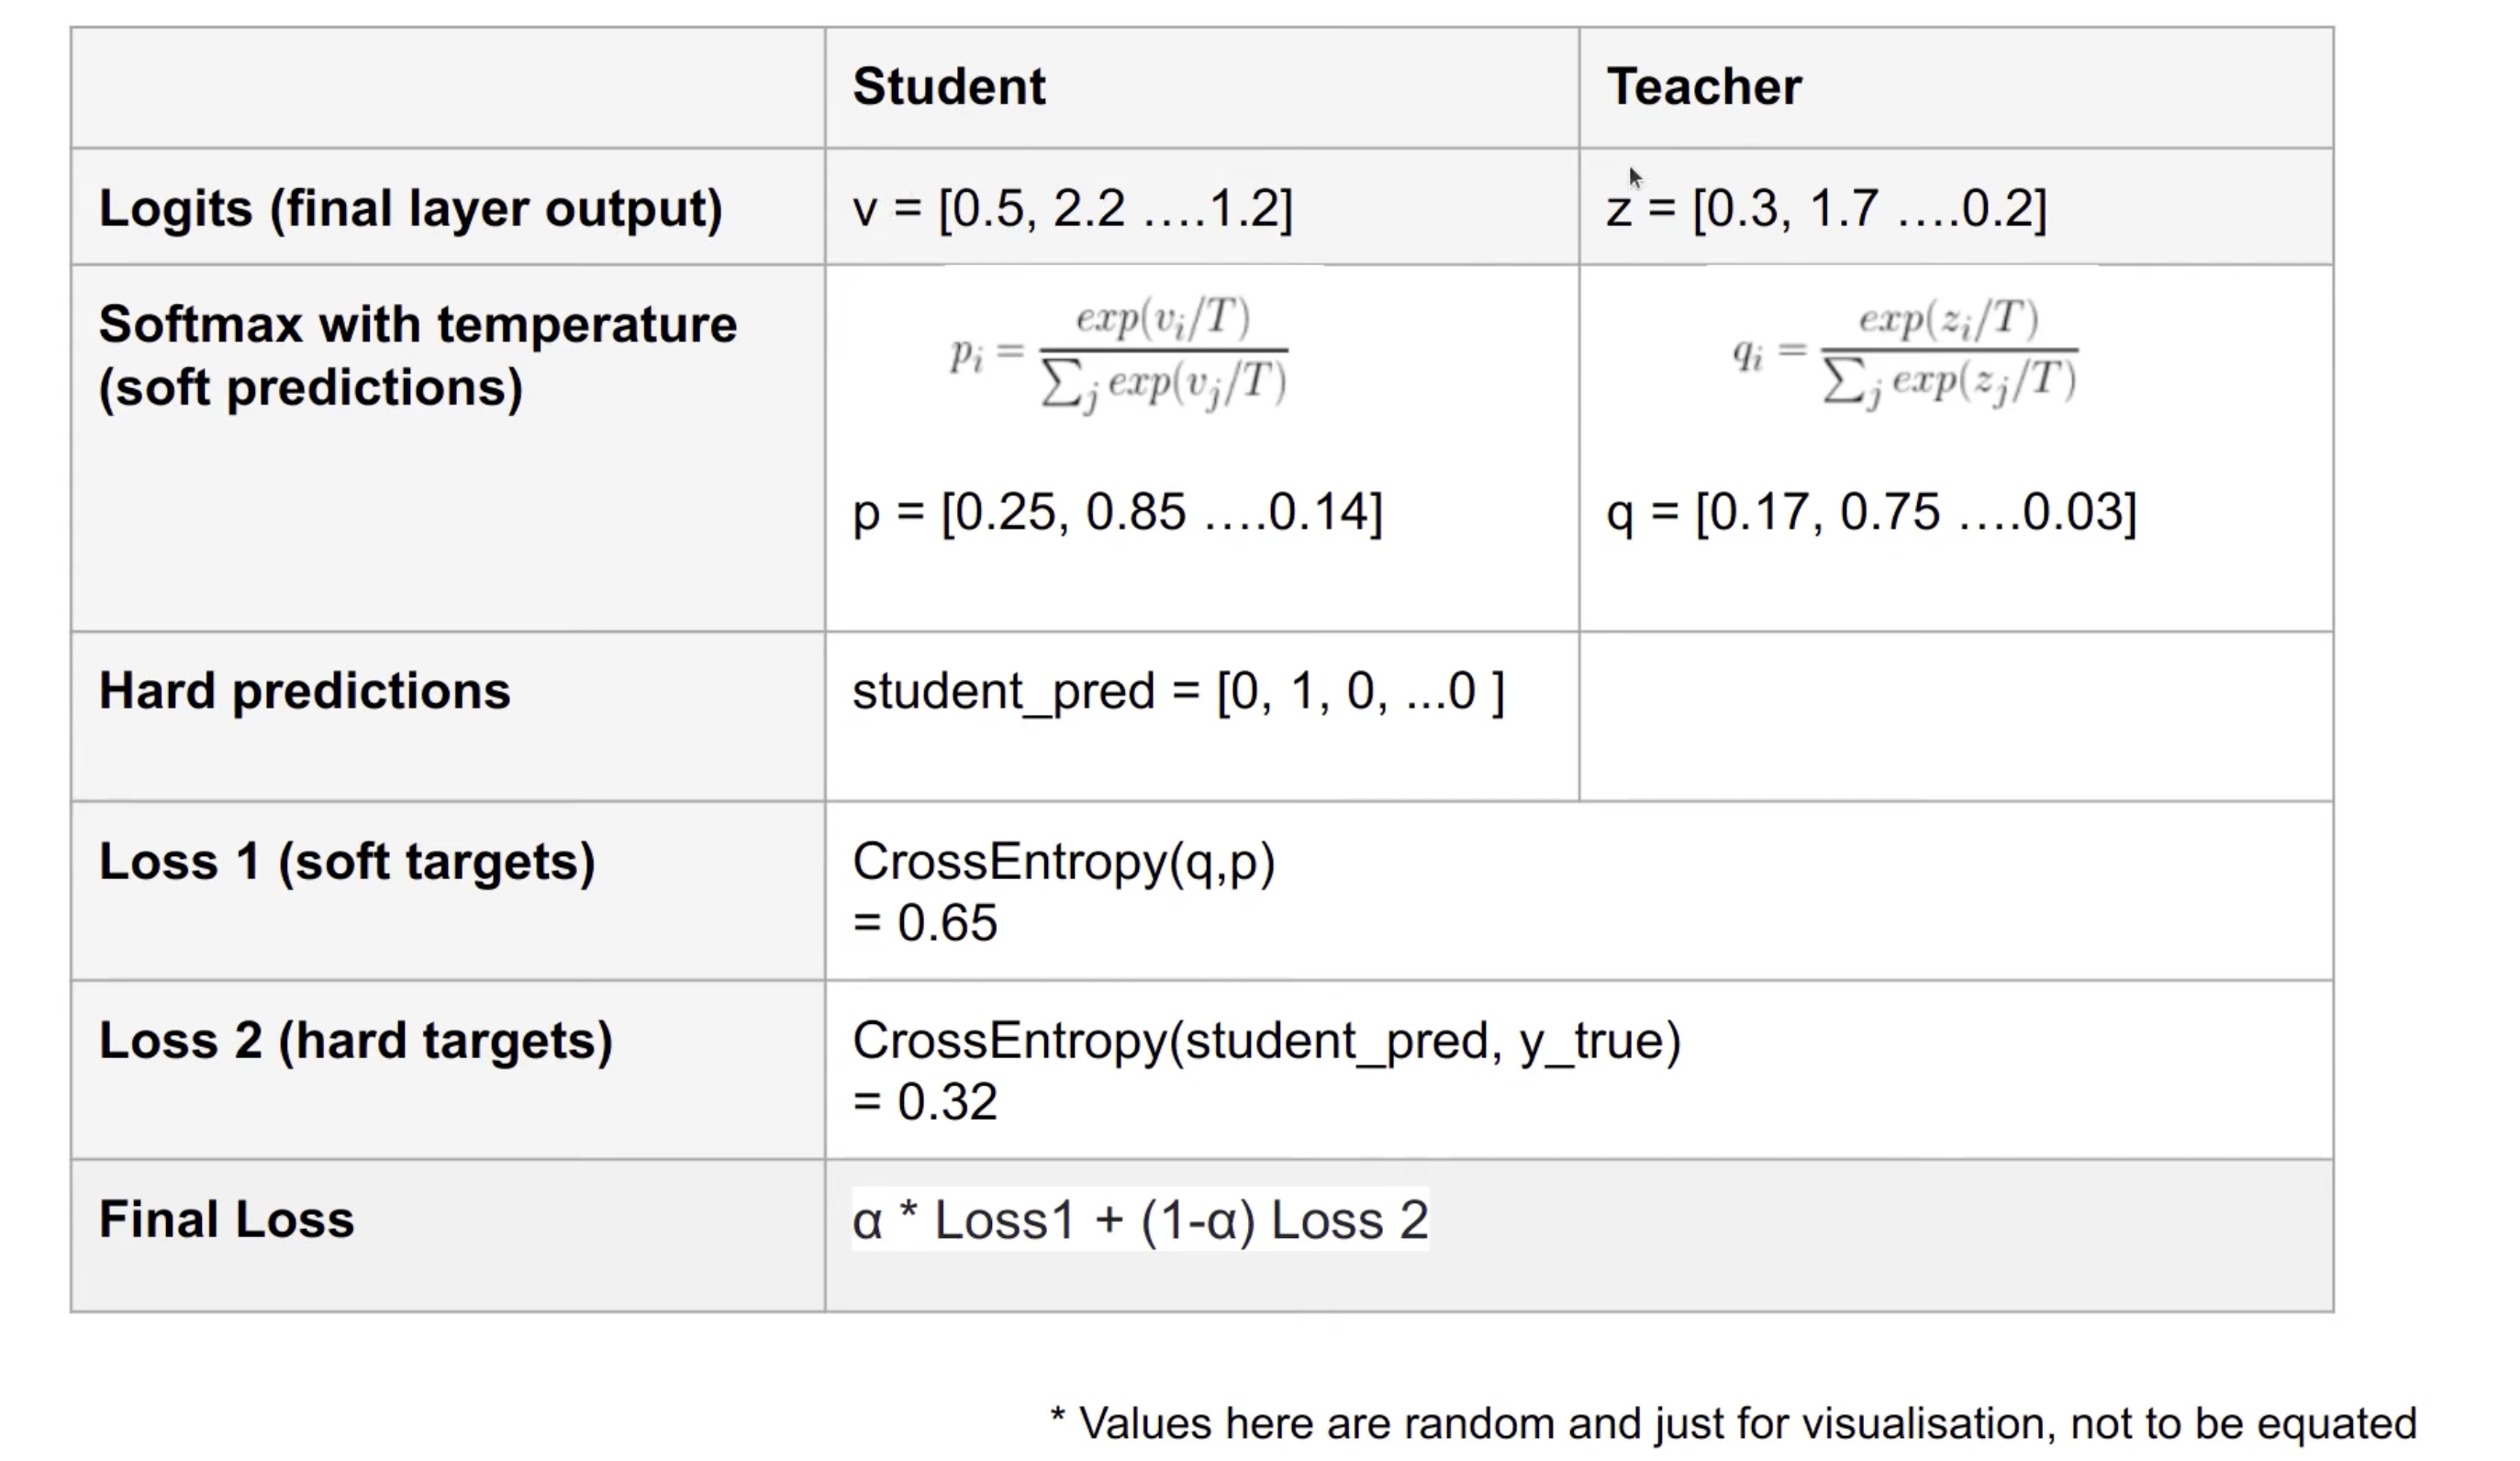 Student Teacher
Logits (final layer output) v = [0.5, 2.2 ....1.2] z = [0.3, 1.7 ....0.2]
Softmax with temperature
(soft predictions)
p_i = exp(v_i/T) / ∑_j exp(v_j/T)
p = [0.25, 0.85 ....0.14]
q_i = exp(z_i/T) / ∑_j exp(z_j/T)
q = [0.17, 0.75 ....0.03]
Hard predictions student_pred = [0, 1, 0, ...0 ]
Loss 1 (soft targets) CrossEntropy(q,p)
= 0.65
Loss 2 (hard targets) CrossEntropy(student_pred, y_true)
= 0.32
Final Loss α * Loss1 + (1-α) Loss 2
* Values here are random and just for visualisation, not to be equated